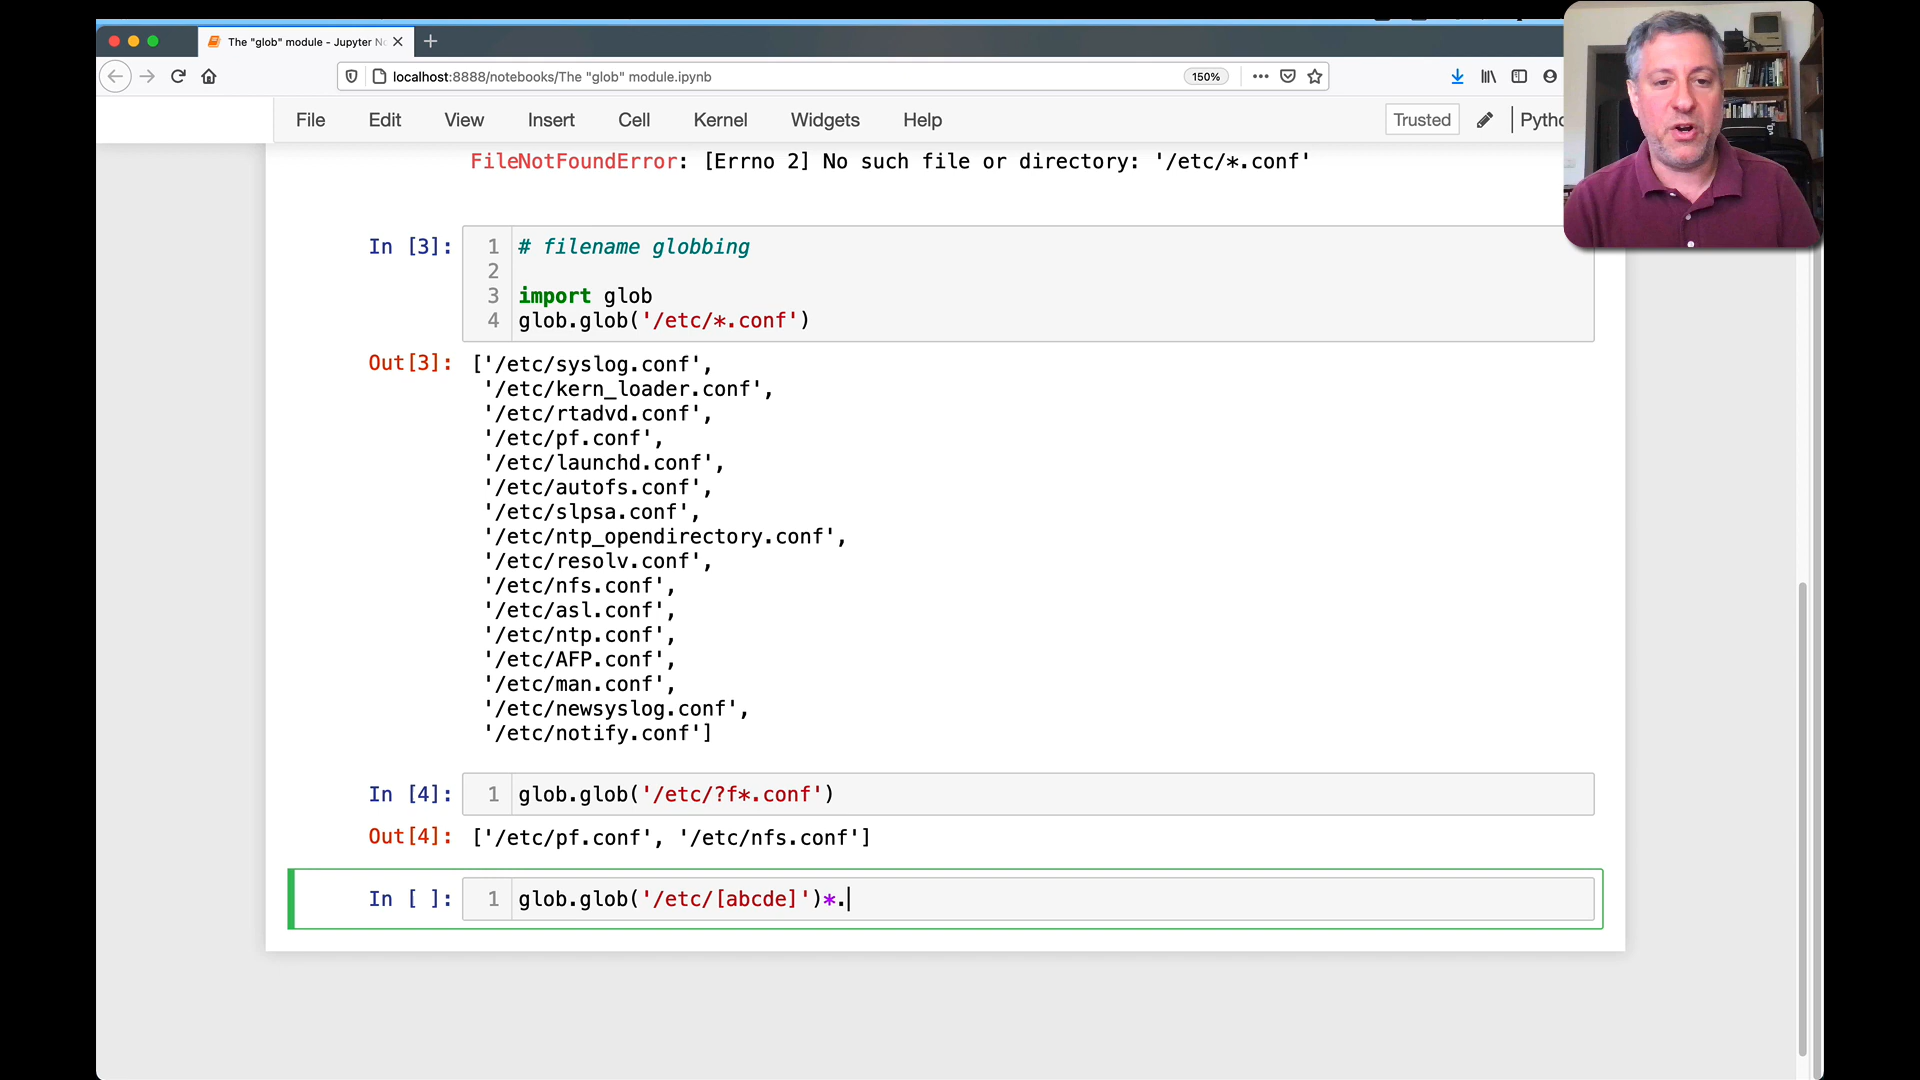 The "glob" module - Jupyter No
localhost:8888/notebooks/The "glob" module.ipynb
150%
File Edit View Insert Cell Kernel Widgets Help
Trusted
Pytho
FileNotFoundError: [Errno 2] No such file or directory: '/etc/*.conf'
In [3]:
1 # filename globbing
2
3 import glob
4 glob.glob('/etc/*.conf')
Out[3]: ['/etc/syslog.conf',
'/etc/kern_loader.conf',
'/etc/rtadvd.conf',
'/etc/pf.conf',
'/etc/launchd.conf',
'/etc/autofs.conf',
'/etc/slpsa.conf',
'/etc/ntp_opendirectory.conf',
'/etc/resolv.conf',
'/etc/nfs.conf',
'/etc/asl.conf',
'/etc/ntp.conf',
'/etc/AFP.conf',
'/etc/man.conf',
'/etc/newsyslog.conf',
'/etc/notify.conf']
In [4]: 1 glob.glob('/etc/?f*.conf')
Out[4]: ['/etc/pf.conf', '/etc/nfs.conf']
In [ ]: 1 glob.glob('/etc/[abcde]')*.